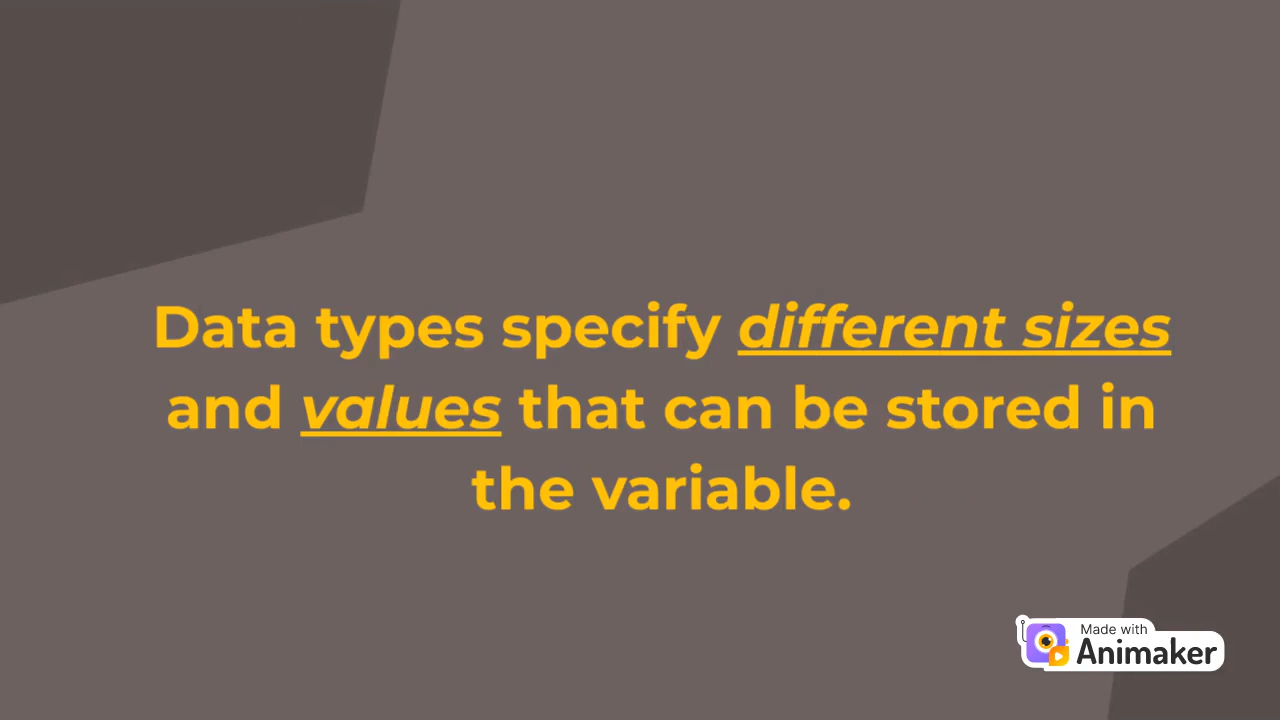 Data types specify different sizes
and values that can be stored in
the variable.
Made with
Animaker